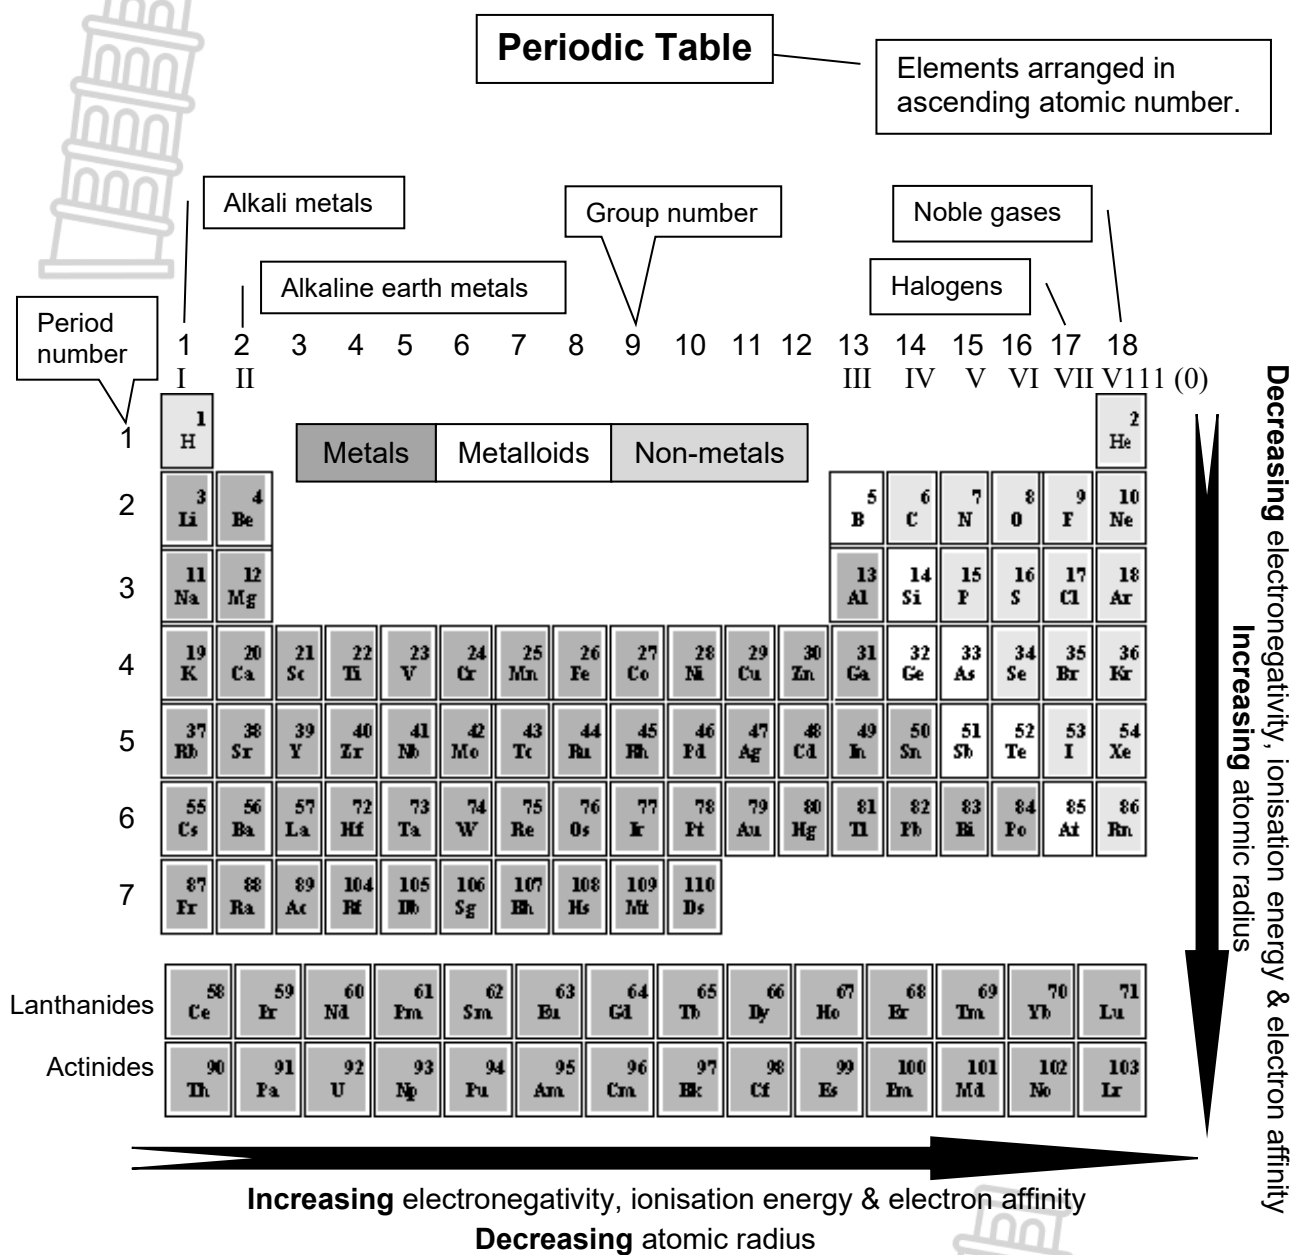 Periodic Table
Elements arranged in
ascending atomic number.
Alkali metals
Group number
Noble gases
Alkaline earth metals
Halogens
Period
number
1 2 3 4 5 6 7 8 9 10 11 12 13 14 15 16 17 18
I II III IV V VI VII V111 (0)
Metals Metalloids Non-metals
1
1 2
H He
2
3 4 5 6 7 8 9 10
Li Be B C N O F Ne
3
11 12 13 14 15 16 17 18
Na Mg Al Si P S Cl Ar
4
19 20 21 22 23 24 25 26 27 28 29 30 31 32 33 34 35 36
K Ca Sc Ti V Cr Mn Fe Co Ni Cu Zn Ga Ge As Se Br Kr
5
37 38 39 40 41 42 43 44 45 46 47 48 49 50 51 52 53 54
Rb Sr Y Zr Nb Mo Tc Ru Rh Pd Ag Cd In Sn Sb Te I Xe
6
55 56 57 72 73 74 75 76 77 78 79 80 81 82 83 84 85 86
Cs Ba La Hf Ta W Re Os Ir Pt Au Hg Tl Pb Bi Po At Rn
7
87 88 89 104 105 106 107 108 109 110
Fr Ra Ac Rf Db Sg Bh Hs Mt Ds
Lanthanides
58 59 60 61 62 63 64 65 66 67 68 69 70 71
Ce Pr Nd Pm Sm Eu Gd Tb Dy Ho Er Tm Yb Lu
Actinides
90 91 92 93 94 95 96 97 98 99 100 101 102 103
Th Pa U Np Pu Am Cm Bk Cf Es Fm Md No Lr
Decreasing electronegativity, ionisation energy & electron affinity
Increasing atomic radius
Increasing electronegativity, ionisation energy & electron affinity
Decreasing atomic radius